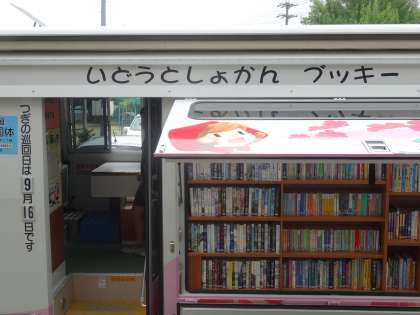 いどうとしょかん ブッキー
つぎの巡回日は9月16日です